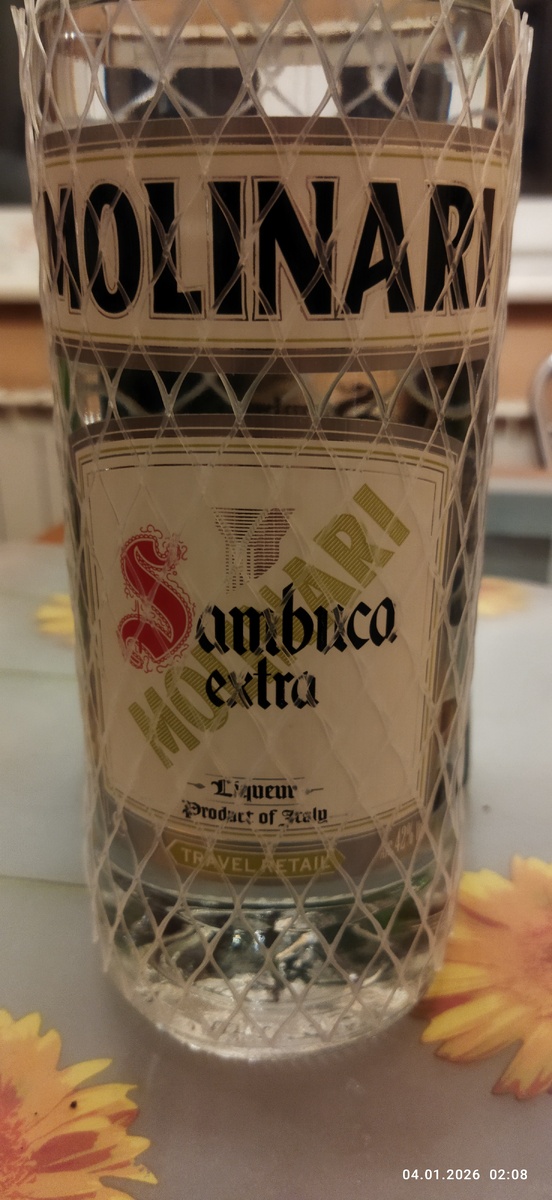 MOLINARI
MOLINARI
Sambuca
extra
Liqueur
Product of Italy
TRAVEL RETAIL
42%
04.01.2026 02:08